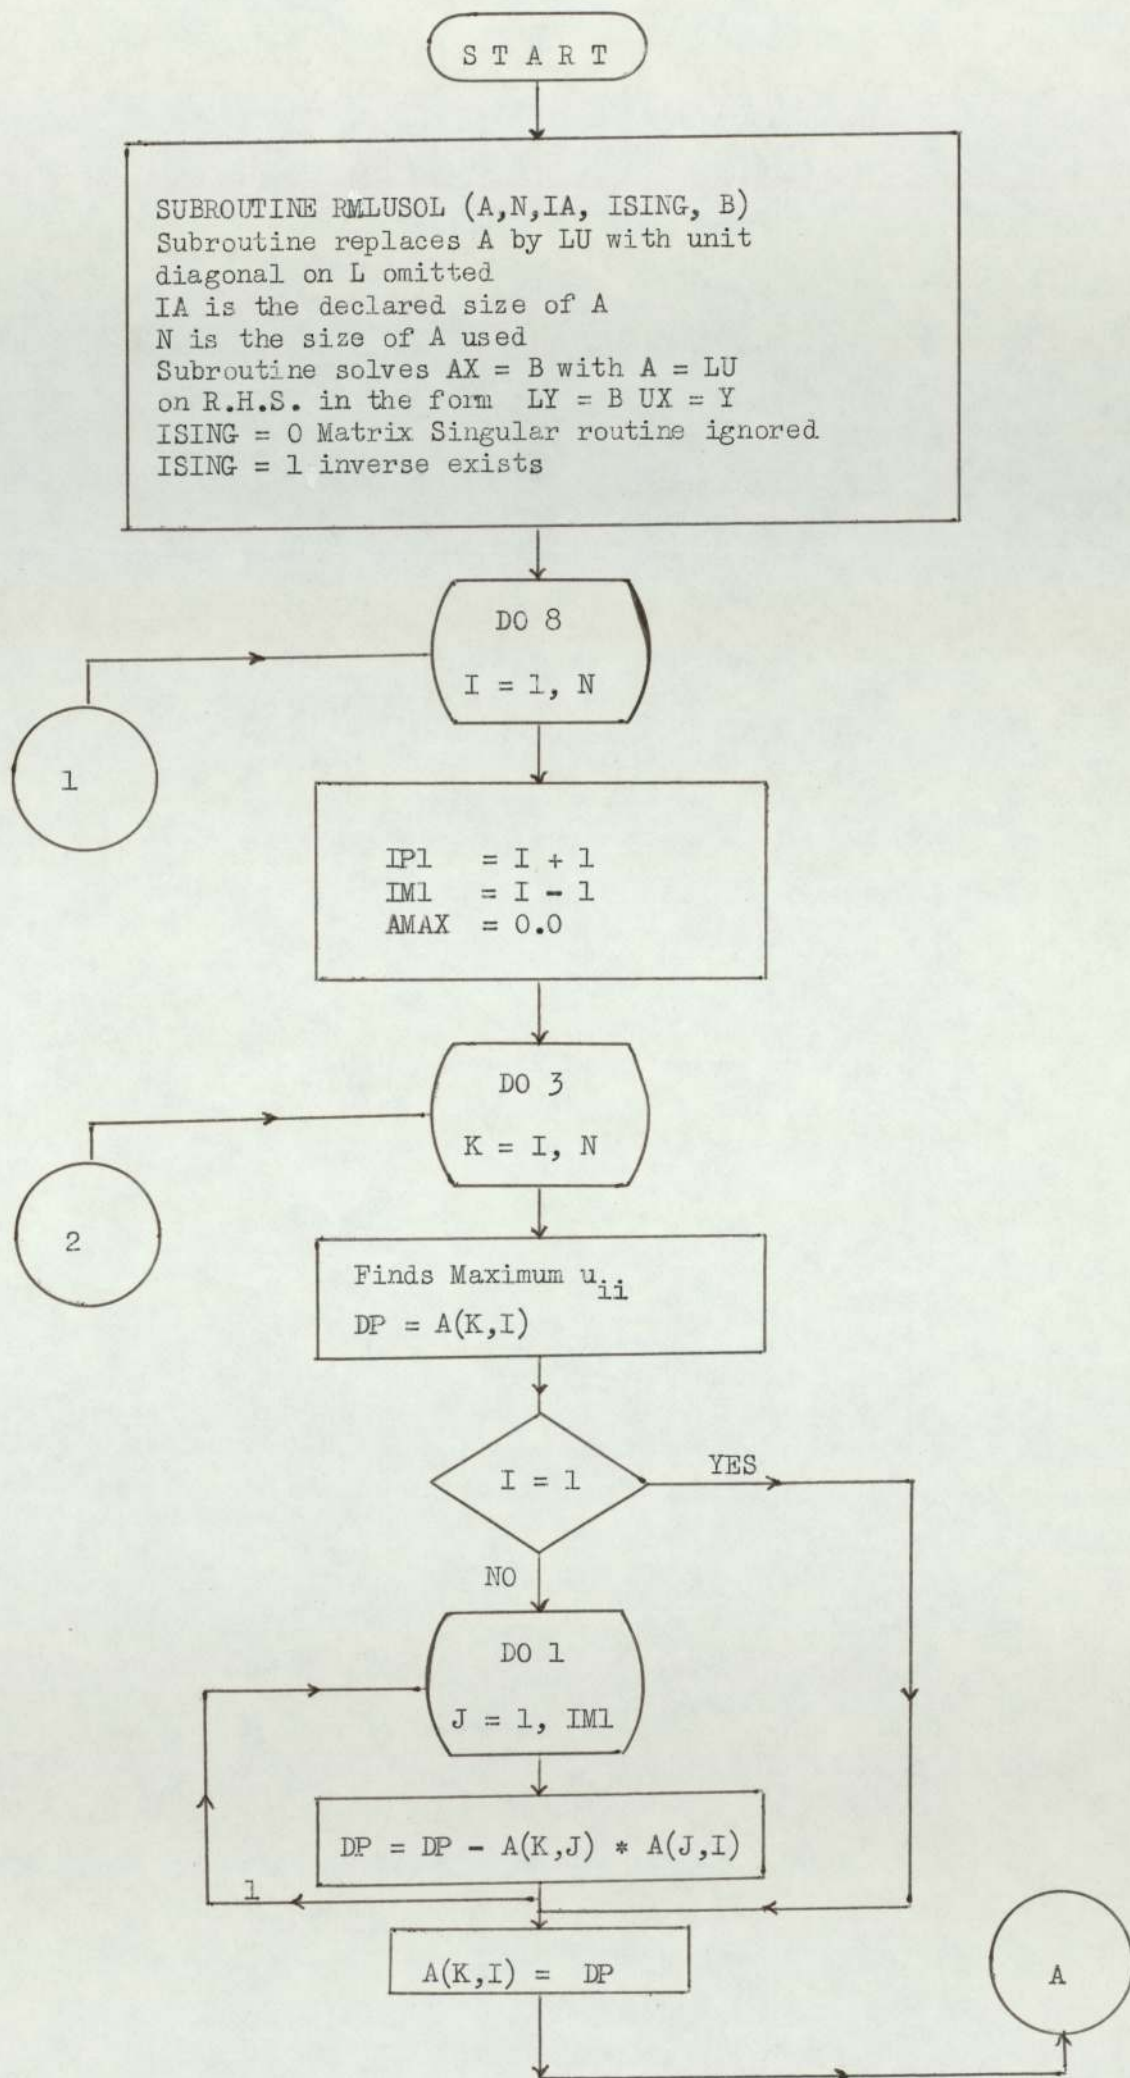 S T A R T
SUBROUTINE RMLUSOL (A,N,IA, ISING, B)
Subroutine replaces A by LU with unit
diagonal on L omitted
IA is the declared size of A
N is the size of A used
Subroutine solves AX = B with A = LU
on R.H.S. in the form LY = B UX = Y
ISING = 0 Matrix Singular routine ignored
ISING = 1 inverse exists
DO 8
I = 1, N
1
IP1 = I + 1
IM1 = I - 1
AMAX = 0.0
DO 3
K = I, N
2
Finds Maximum u_ii
DP = A(K,I)
I = 1
YES
NO
DO 1
J = 1, IM1
DP = DP - A(K,J) * A(J,I)
1
A(K,I) = DP
A